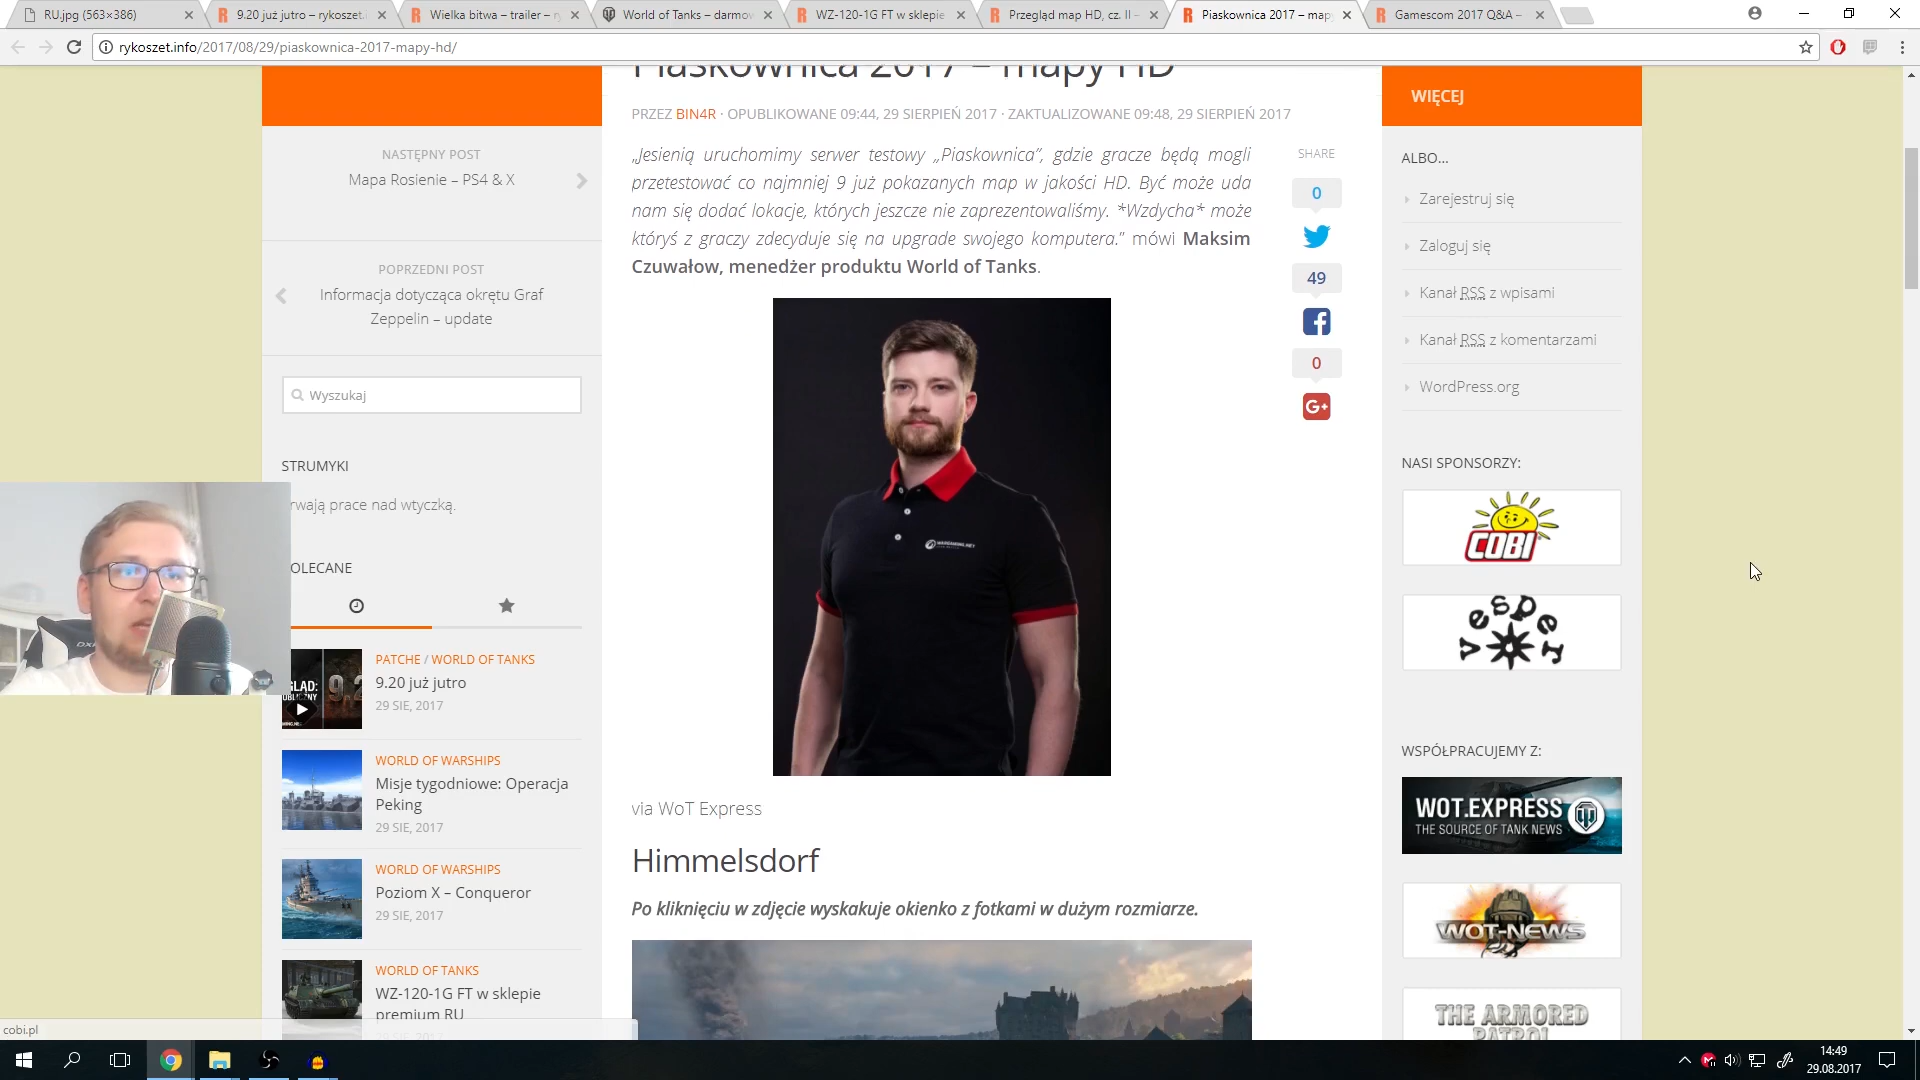 RU.jpg (563×386)
9.20 już jutro – rykoszet.i
Wielka bitwa – trailer – r
World of Tanks – darmow
WZ-120-1G FT w sklepie
Przegląd map HD, cz. II –
Piaskownica 2017 – map
Gamescom 2017 Q&A –
rykoszet.info/2017/08/29/piaskownica-2017-mapy-hd/
NASTĘPNY POST
Mapa Rosienie – PS4 & X
POPRZEDNI POST
Informacja dotycząca okrętu Graf
Zeppelin – update
Wyszukaj
STRUMYKI
rwają prace nad wtyczką.
OLECANE
PATCHE / WORLD OF TANKS
9.20 już jutro
29 SIE, 2017
WORLD OF WARSHIPS
Misje tygodniowe: Operacja
Peking
29 SIE, 2017
WORLD OF WARSHIPS
Poziom X – Conqueror
29 SIE, 2017
WORLD OF TANKS
WZ-120-1G FT w sklepie
premium RU
cobi.pl
Piaskownica 2017 – mapy HD
PRZEZ BIN4R · OPUBLIKOWANE 09:44, 29 SIERPIEŃ 2017 · ZAKTUALIZOWANE 09:48, 29 SIERPIEŃ 2017
„Jesienią uruchomimy serwer testowy „Piaskownica”, gdzie gracze będą mogli
przetestować co najmniej 9 już pokazanych map w jakości HD. Być może uda
nam się dodać lokacje, których jeszcze nie zaprezentowaliśmy. *Wzdycha* może
któryś z graczy zdecyduje się na upgrade swojego komputera.” mówi Maksim
Czuwałow, menedżer produktu World of Tanks.
WARGAMING.NET
via WoT Express
Himmelsdorf
Po kliknięciu w zdjęcie wyskakuje okienko z fotkami w dużym rozmiarze.
SHARE
0
49
0
G+
WIĘCEJ
ALBO…
Zarejestruj się
Zaloguj się
Kanał RSS z wpisami
Kanał RSS z komentarzami
WordPress.org
NASI SPONSORZY:
COBI
vesper
WSPÓŁPRACUJEMY Z:
WOT.EXPRESS
THE SOURCE OF TANK NEWS
WOT-NEWS
THE ARMORED
PATROL
14:49
29.08.2017